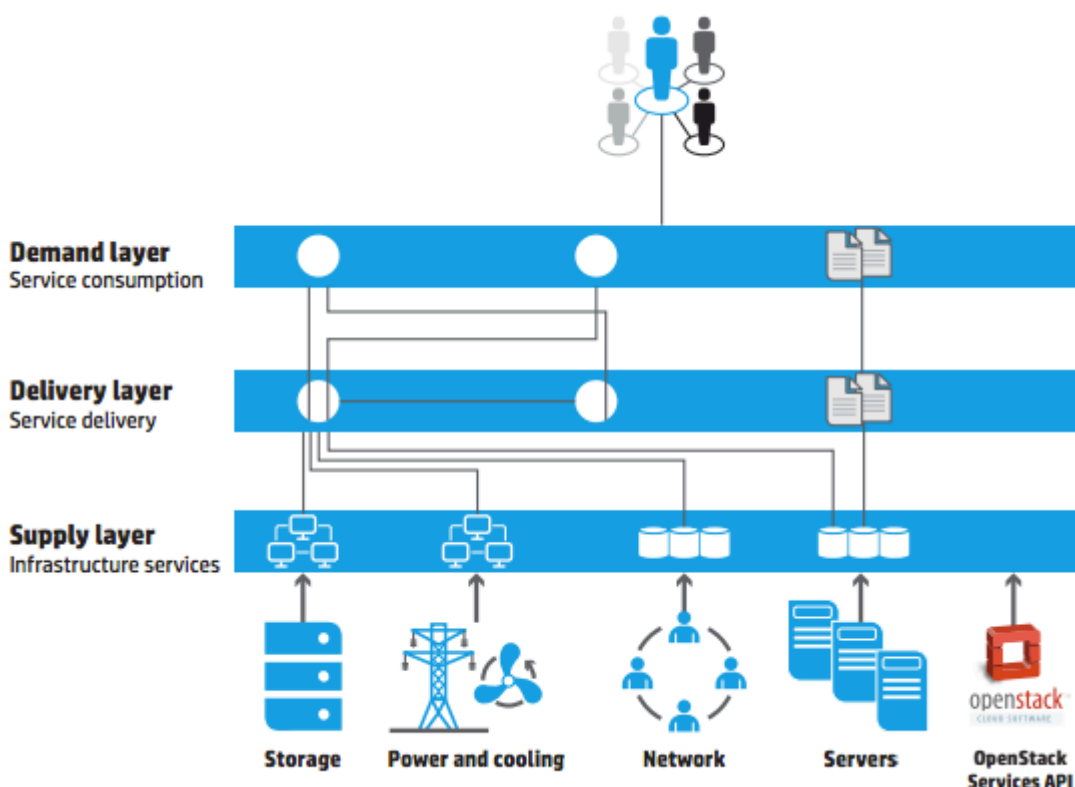 Demand layer
Service consumption
Delivery layer
Service delivery
Supply layer
Infrastructure services
openstack™
CLOUD SOFTWARE
Storage
Power and cooling
Network
Servers
OpenStack
Services API